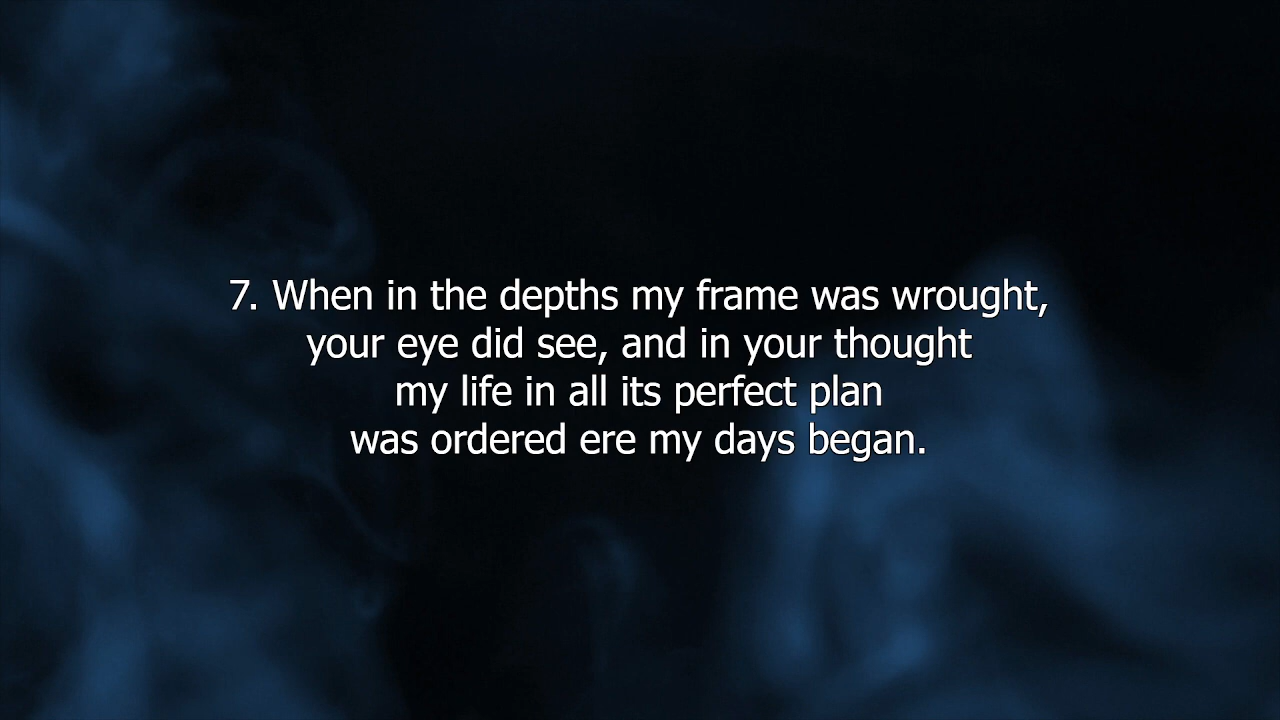 7. When in the depths my frame was wrought,
your eye did see, and in your thought
my life in all its perfect plan
was ordered ere my days began.